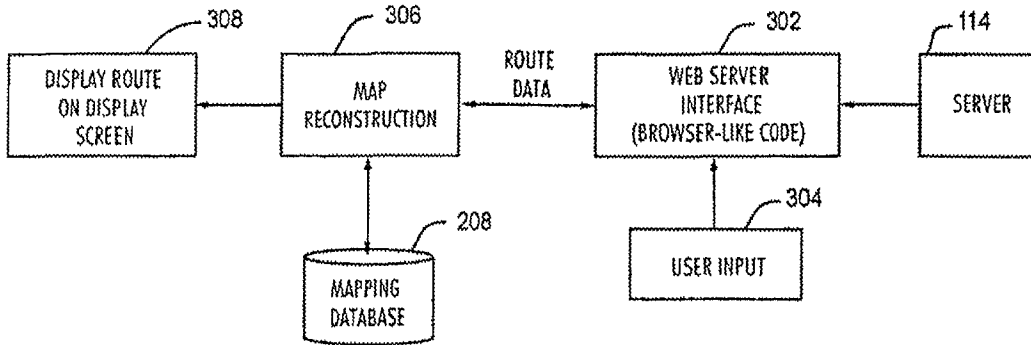 308
306
302
114
DISPLAY ROUTE
ON DISPLAY
SCREEN
MAP
RECONSTRUCTION
ROUTE
DATA
WEB SERVER
INTERFACE
(BROWSER-LIKE CODE)
SERVER
208
304
MAPPING
DATABASE
USER INPUT